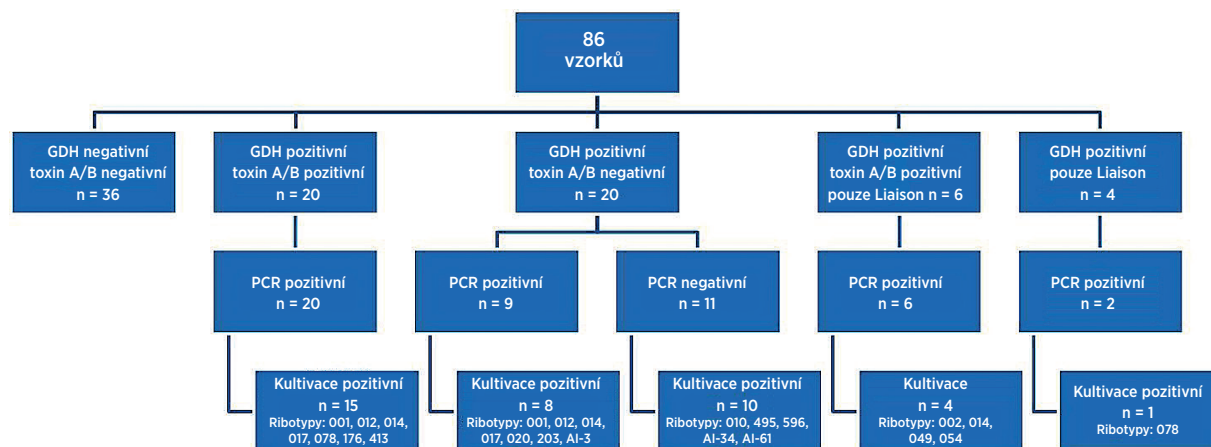 86
vzorků
GDH negativní
toxin A/B negativní
n = 36
GDH pozitivní
toxin A/B pozitivní
n = 20
GDH pozitivní
toxin A/B negativní
n = 20
GDH pozitivní
toxin A/B pozitivní
pouze Liaison n = 6
GDH pozitivní
pouze Liaison
n = 4
PCR pozitivní
n = 20
PCR pozitivní
n = 9
PCR negativní
n = 11
PCR pozitivní
n = 6
PCR pozitivní
n = 2
Kultivace pozitivní
n = 15
Ribotypy: 001, 012, 014,
017, 078, 176, 413
Kultivace pozitivní
n = 8
Ribotypy: 001, 012, 014,
017, 020, 203, AI-3
Kultivace pozitivní
n = 10
Ribotypy: 010, 495, 596,
AI-34, AI-61
Kultivace
n = 4
Ribotypy: 002, 014,
049, 054
Kultivace pozitivní
n = 1
Ribotypy: 078